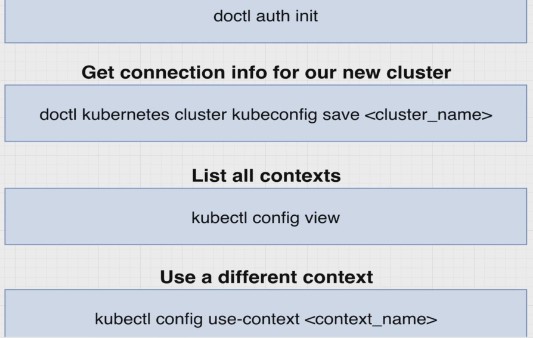 doctl auth init
Get connection info for our new cluster
doctl kubernetes cluster kubeconfig save <cluster_name>
List all contexts
kubectl config view
Use a different context
kubectl config use-context <context_name>